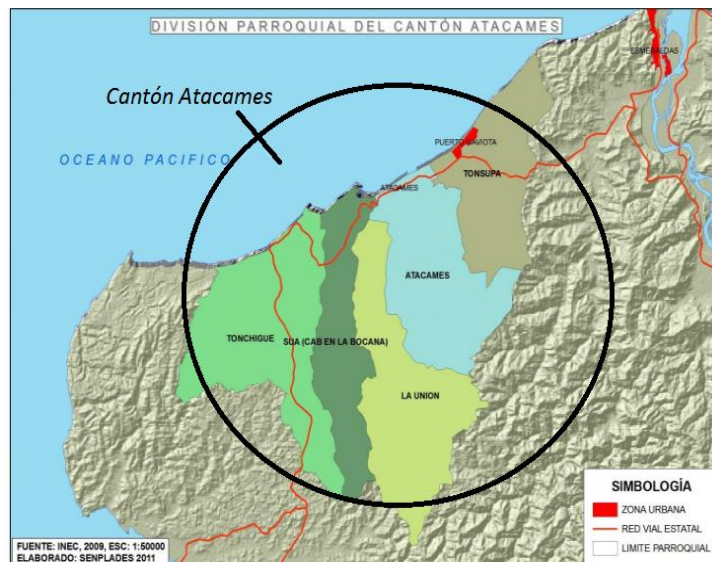 DIVISIÓN PARROQUIAL DEL CANTÓN ATACAMES
ESMERALDAS
Cantón Atacames
OCEANO PACIFICO
PUERTO GAVIOTA
TONSUPA
ATACAMES
ATACAMES
TONCHIGUE
SUA (CAB EN LA BOCANA)
LA UNION
SIMBOLOGÍA
ZONA URBANA
RED VIAL ESTATAL
LIMITE PARROQUIAL
FUENTE: INEC, 2009, ESC: 1:50000
ELABORADO: SENPLADES 2011